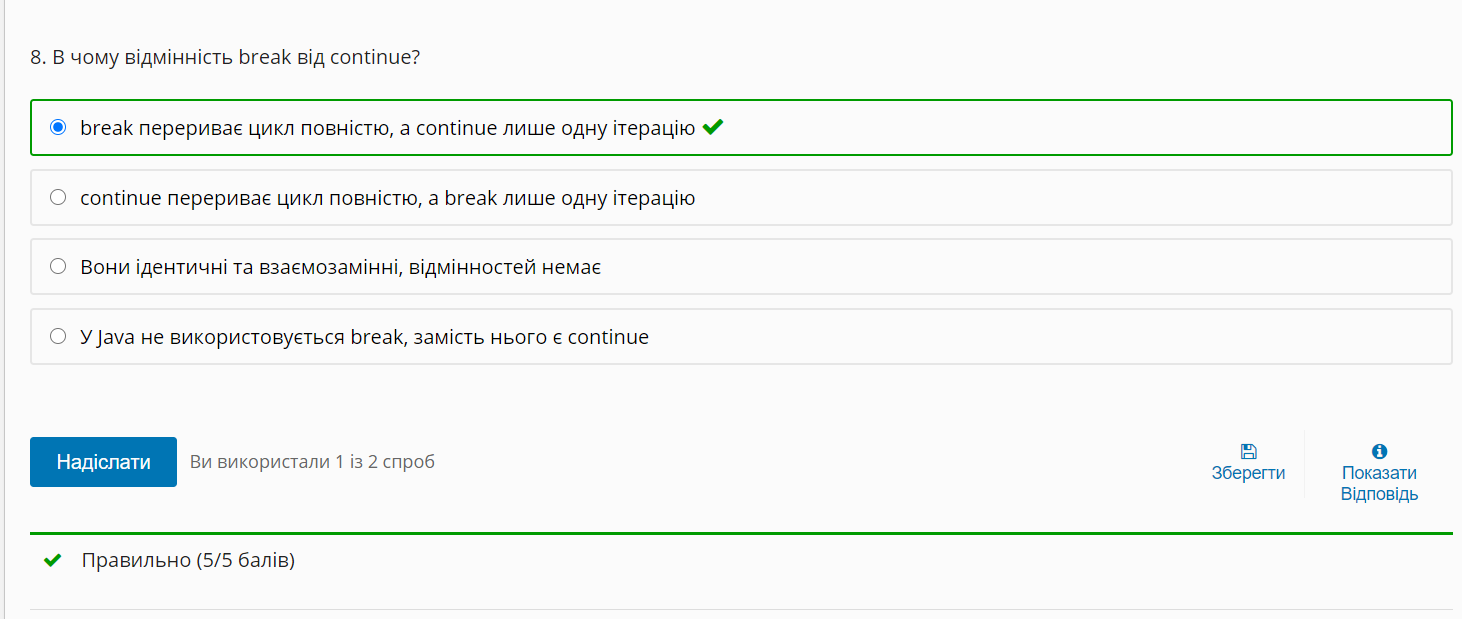 8. В чому відмінність break від continue?
break перериває цикл повністю, а continue лише одну ітерацію
continue перериває цикл повністю, а break лише одну ітерацію
Вони ідентичні та взаємозамінні, відмінностей немає
У Java не використовується break, замість нього є continue
Надіслати
Ви використали 1 із 2 спроб
Зберегти
Показати
Відповідь
Правильно (5/5 балів)